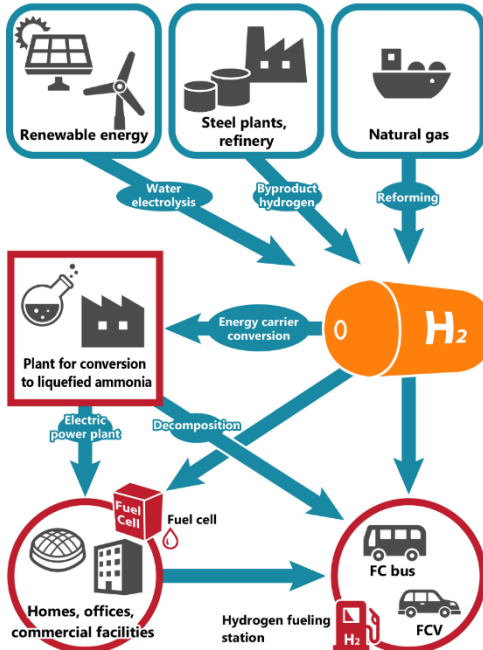 Renewable energy
Steel plants,
refinery
Natural gas
Water
electrolysis
Byproduct
hydrogen
Reforming
H2
Energy carrier
conversion
Plant for conversion
to liquefied ammonia
Electric
power plant
Decomposition
Fuel
Cell
Fuel cell
Homes, offices,
commercial facilities
FC bus
FCV
Hydrogen fueling
station
H2